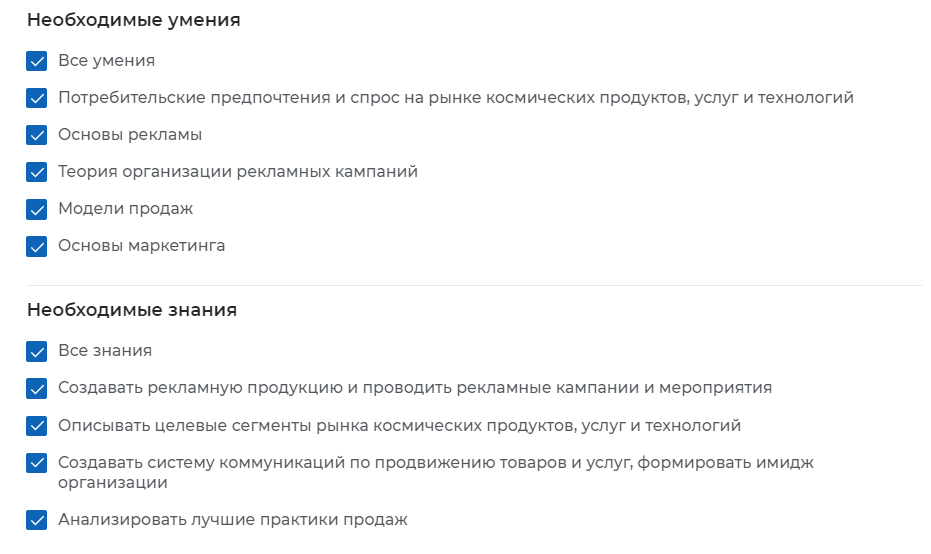 Необходимые умения
Все умения
Потребительские предпочтения и спрос на рынке космических продуктов, услуг и технологий
Основы рекламы
Теория организации рекламных кампаний
Модели продаж
Основы маркетинга
Необходимые знания
Все знания
Создавать рекламную продукцию и проводить рекламные кампании и мероприятия
Описывать целевые сегменты рынка космических продуктов, услуг и технологий
Создавать систему коммуникаций по продвижению товаров и услуг, формировать имидж
организации
Анализировать лучшие практики продаж